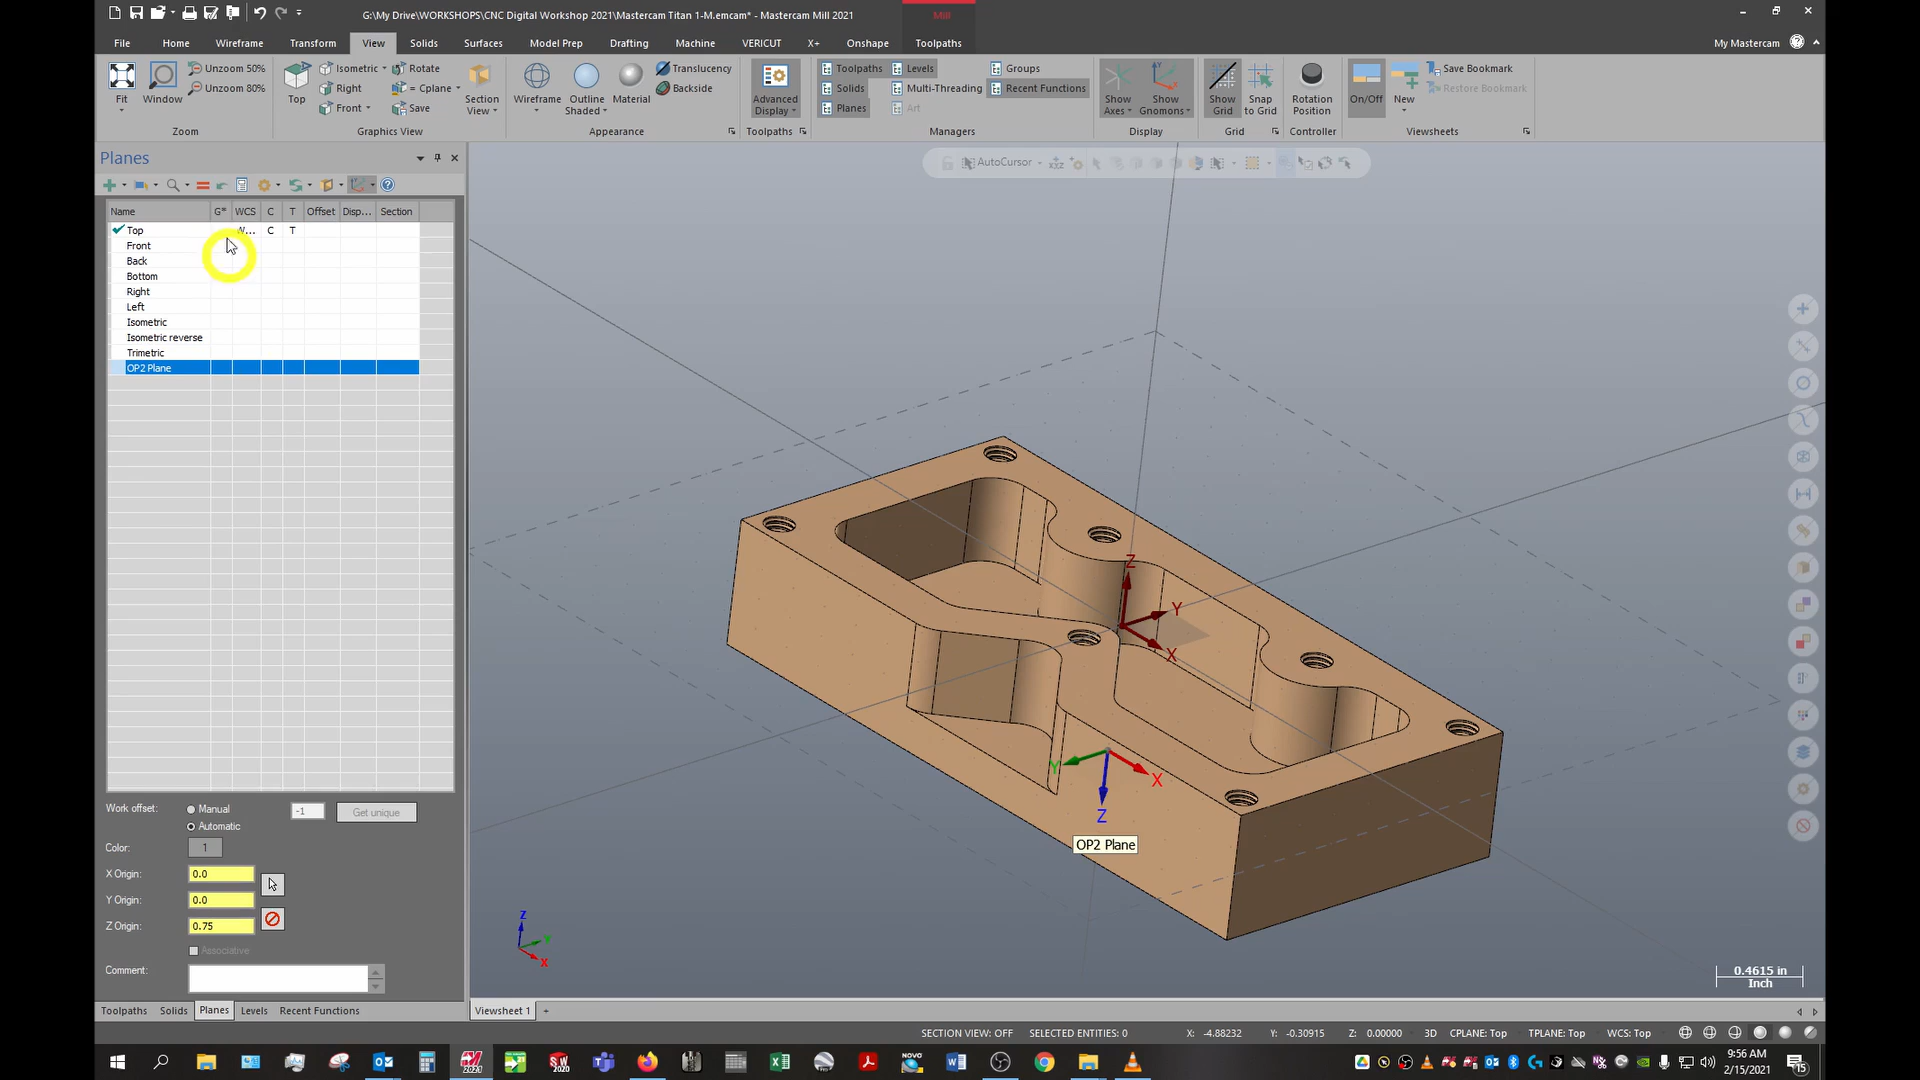 G:\My Drive\WORKSHOPS\CNC Digital Workshop 2021\Mastercam Titan 1-M.emcam* - Mastercam Mill 2021
Mill
File Home Wireframe Transform View Solids Surfaces Model Prep Drafting Machine VERICUT X+ Onshape Toolpaths
My Mastercam
Fit
Window
Unzoom 50%
Unzoom 80%
Zoom
Top
Isometric
Right
Front
Rotate
= Cplane
Save
Section View
Graphics View
Wireframe
Outline Shaded
Material
Translucency
Backside
Appearance
Advanced Display
Toolpaths
Toolpaths
Solids
Planes
Levels
Multi-Threading
Art
Groups
Recent Functions
Managers
Show Axes
Show Gnomons
Display
Show Grid
Snap to Grid
Grid
Rotation Position
Controller
On/Off
New
Save Bookmark
Restore Bookmark
Viewsheets
Planes
AutoCursor
Name G* WCS C T Offset Disp... Section
Top W... C T
Front
Back
Bottom
Right
Left
Isometric
Isometric reverse
Trimetric
OP2 Plane
Work offset: Manual -1 Get unique
Automatic
Color: 1
X Origin: 0.0
Y Origin: 0.0
Z Origin: 0.75
Associative
Comment:
Z
Y
X
Y
X
Z
OP2 Plane
Z
Y
X
0.4615 in
Inch
Toolpaths Solids Planes Levels Recent Functions
Viewsheet 1 +
SECTION VIEW: OFF SELECTED ENTITIES: 0 X: -4.88232 Y: -0.30915 Z: 0.00000 3D CPLANE: Top TPLANE: Top WCS: Top
9:56 AM
2/15/2021